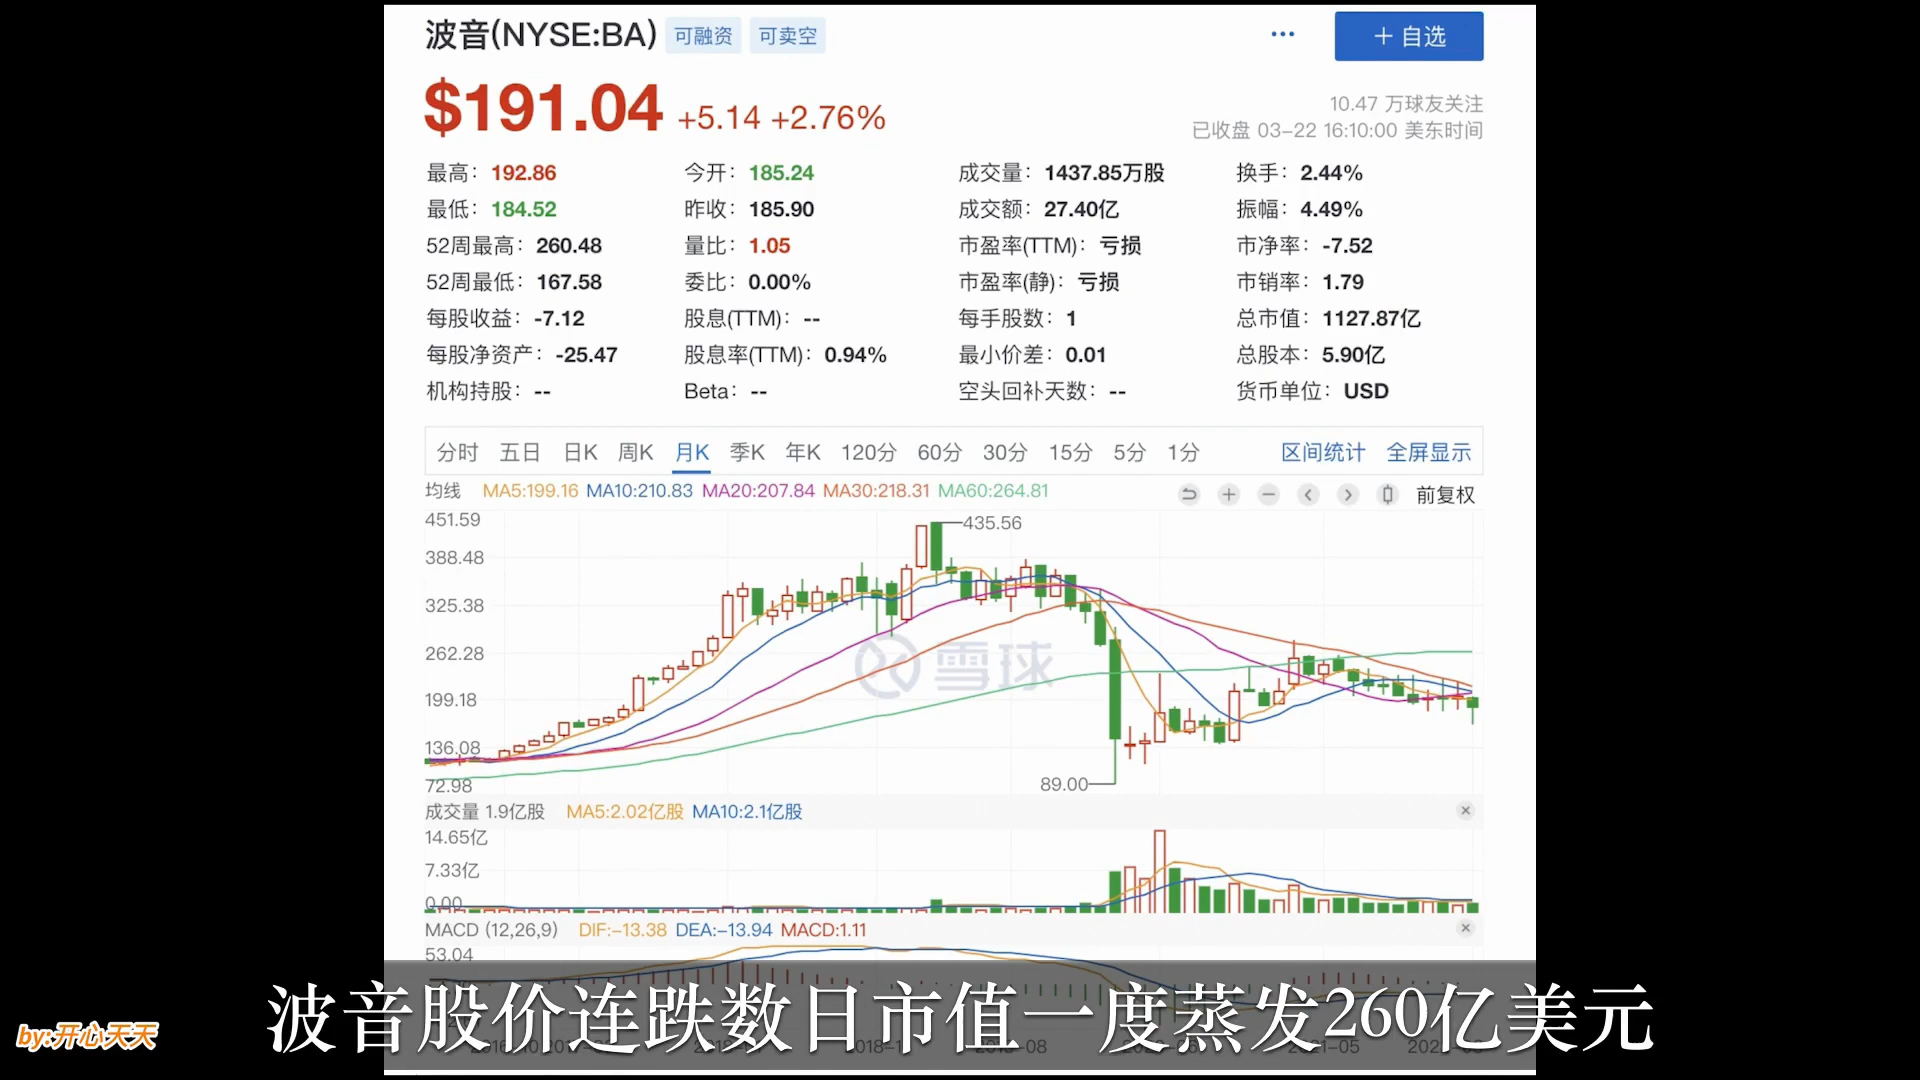 波音(NYSE:BA) 可融资 可卖空 ··· ＋自选
$191.04 +5.14 +2.76%
10.47 万球友关注
已收盘 03-22 16:10:00 美东时间
最高：192.86 今开：185.24 成交量：1437.85万股 换手：2.44%
最低：184.52 昨收：185.90 成交额：27.40亿 振幅：4.49%
52周最高：260.48 量比：1.05 市盈率(TTM)：亏损 市净率：-7.52
52周最低：167.58 委比：0.00% 市盈率(静)：亏损 市销率：1.79
每股收益：-7.12 股息(TTM)：-- 每手股数：1 总市值：1127.87亿
每股净资产：-25.47 股息率(TTM)：0.94% 最小价差：0.01 总股本：5.90亿
机构持股：-- Beta：-- 空头回补天数：-- 货币单位：USD
分时 五日 日K 周K 月K 季K 年K 120分 60分 30分 15分 5分 1分 区间统计 全屏显示
均线 MA5:199.16 MA10:210.83 MA20:207.84 MA30:218.31 MA60:264.81 前复权
451.59
435.56
388.48
325.38
262.28
雪球
199.18
136.08
89.00
72.98
成交量 1.9亿股 MA5:2.02亿股 MA10:2.1亿股
14.65亿
7.33亿
0.00
MACD (12,26,9) DIF:-13.38 DEA:-13.94 MACD:1.11
53.04
波音股价连跌数日市值一度蒸发260亿美元
by:开心天天